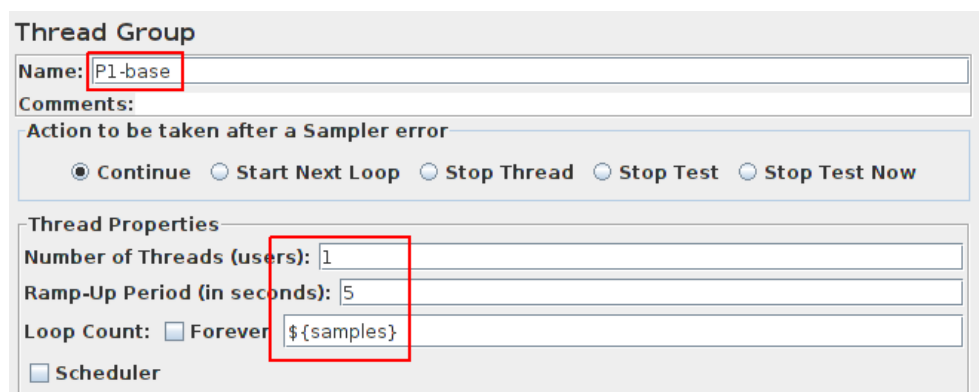 Thread Group
Name: P1-base
Comments:
Action to be taken after a Sampler error
Continue Start Next Loop Stop Thread Stop Test Stop Test Now
Thread Properties
Number of Threads (users): 1
Ramp-Up Period (in seconds): 5
Loop Count: Forever ${samples}
Scheduler